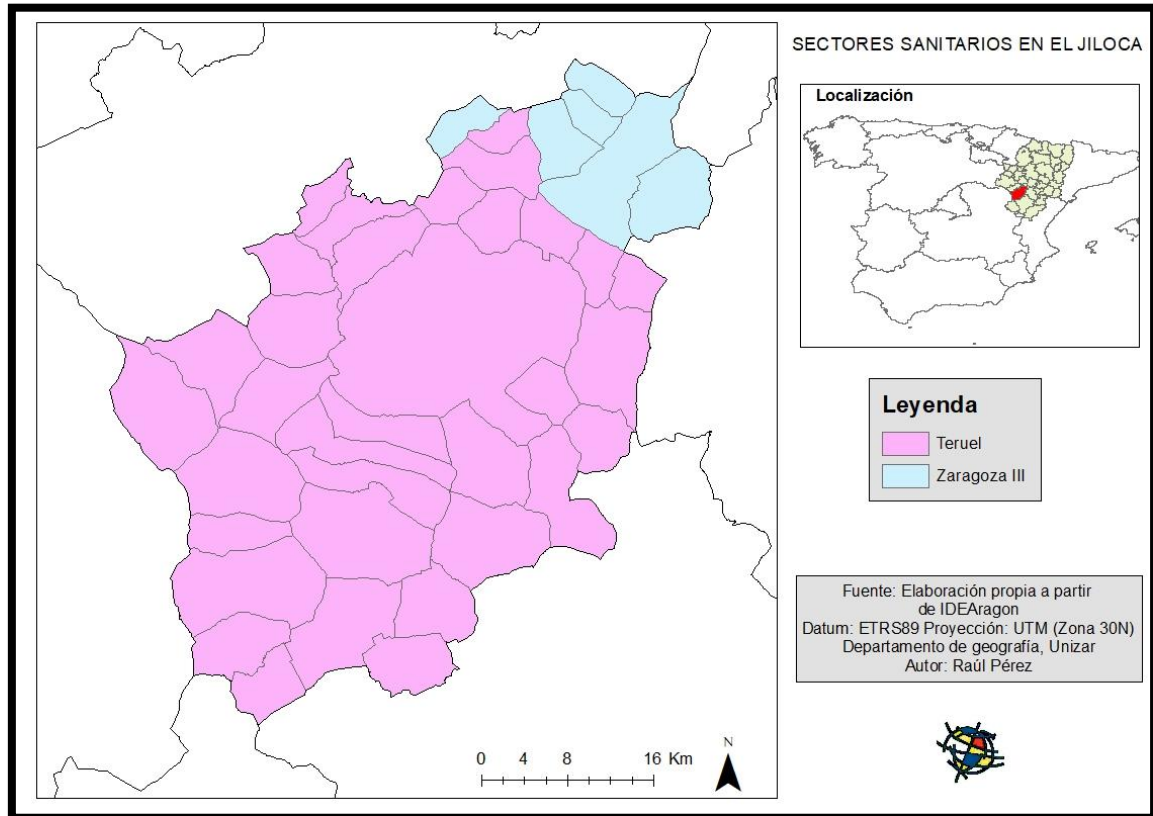 SECTORES SANITARIOS EN EL JILOCA
Localización
Leyenda
Teruel
Zaragoza III
Fuente: Elaboración propia a partir
de IDEAragon
Datum: ETRS89 Proyección: UTM (Zona 30N)
Departamento de geografía, Unizar
Autor: Raúl Pérez
0 4 8 16 Km
N